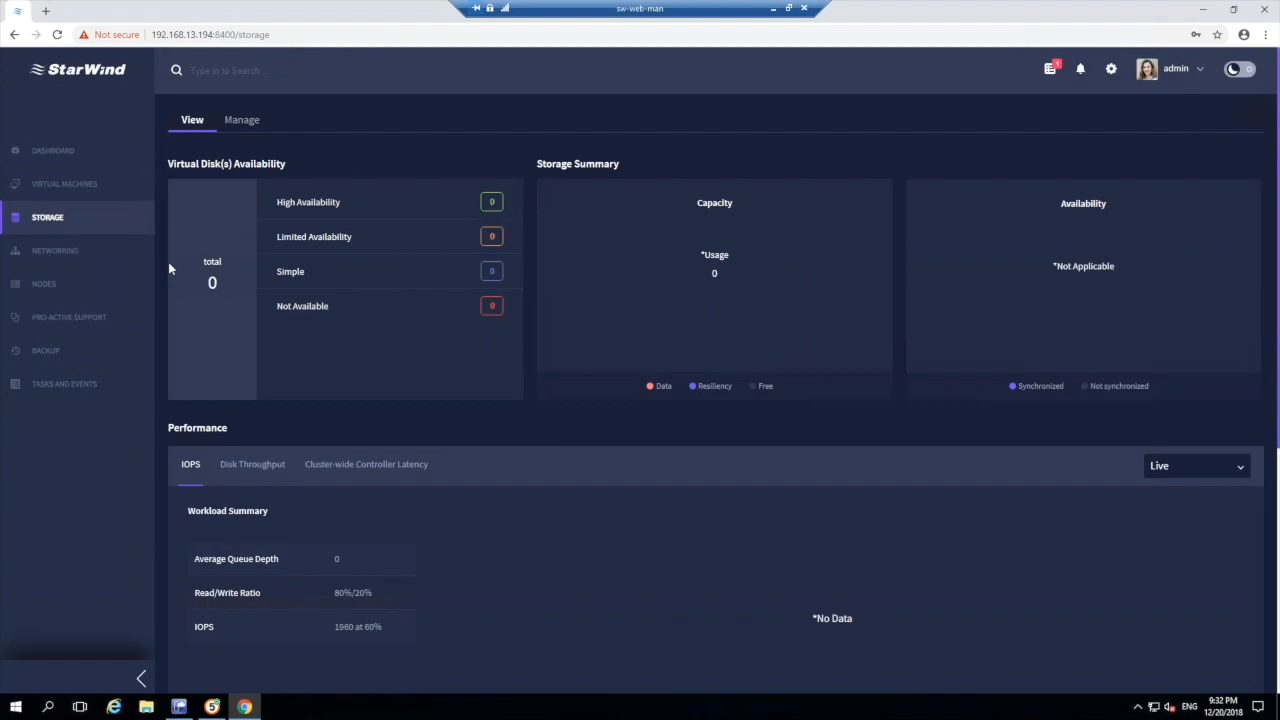 sw-web-man
Not secure
192.168.13.194:8400/storage
StarWind
Type in to Search ...
1
admin
DASHBOARD
VIRTUAL MACHINES
STORAGE
NETWORKING
NODES
PRO-ACTIVE SUPPORT
BACKUP
TASKS AND EVENTS
View
Manage
Virtual Disk(s) Availability
total
0
High Availability
0
Limited Availability
0
Simple
0
Not Available
0
Storage Summary
Capacity
*Usage
0
Data
Resiliency
Free
Availability
*Not Applicable
Synchronized
Not synchronized
Performance
IOPS
Disk Throughput
Cluster-wide Controller Latency
Live
Workload Summary
Average Queue Depth
0
Read/Write Ratio
80%/20%
IOPS
1960 at 60%
*No Data
ENG
9:32 PM
12/20/2018